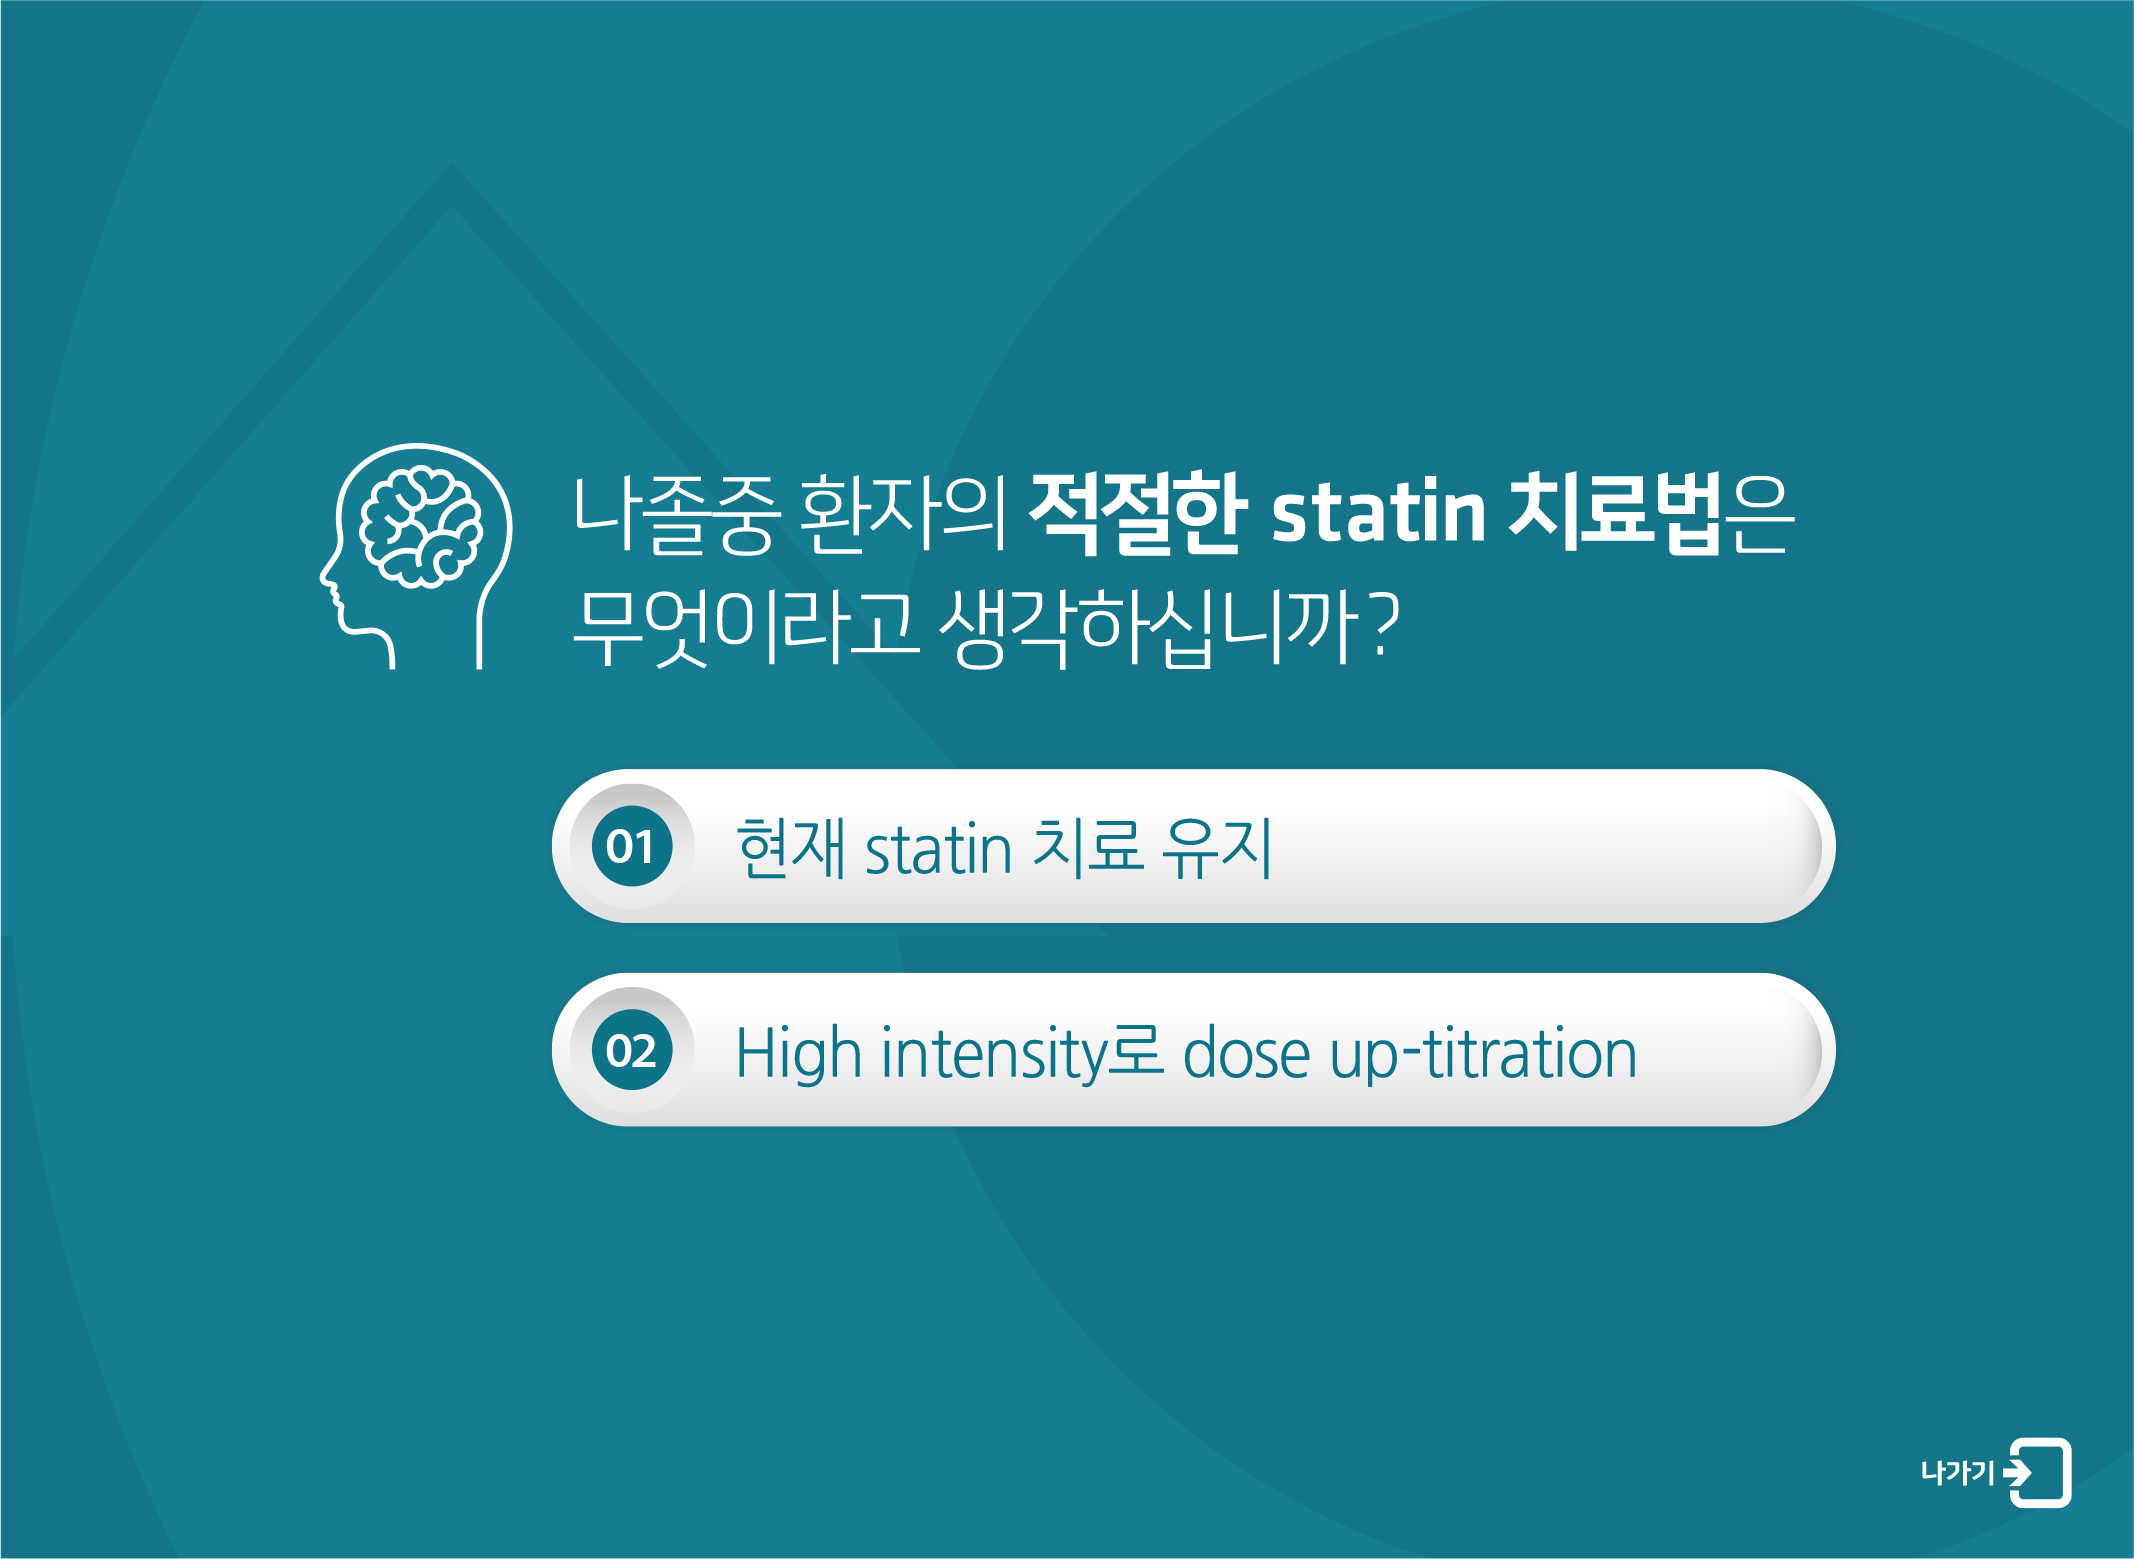 나졸중 환자의 적절한 statin 치료법은
무엇이라고 생각하십니까?
01 현재 statin 치료 유지
02 High intensity로 dose up-titration
나가기